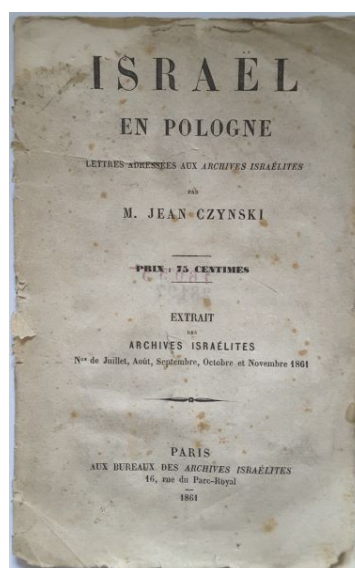 ISRAËL
EN POLOGNE
LETTRES ADRESSÉES AUX ARCHIVES ISRAÉLITES
PAR
M. JEAN CZYNSKI
PRIX : 75 CENTIMES
EXTRAIT
DES
ARCHIVES ISRAÉLITES
Nos de Juillet, Août, Septembre, Octobre et Novembre 1861
PARIS
AUX BUREAUX DES ARCHIVES ISRAÉLITES
16, rue du Parc-Royal
1861